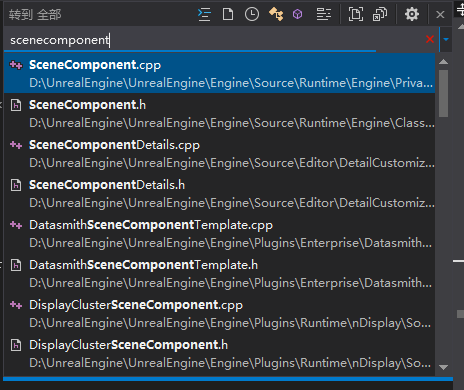 转到 全部
scenecomponent
SceneComponent.cpp
D:\UnrealEngine\UnrealEngine\Engine\Source\Runtime\Engine\Priva...
SceneComponent.h
D:\UnrealEngine\UnrealEngine\Engine\Source\Runtime\Engine\Class...
SceneComponentDetails.cpp
D:\UnrealEngine\UnrealEngine\Engine\Source\Editor\DetailCustomiz...
SceneComponentDetails.h
D:\UnrealEngine\UnrealEngine\Engine\Source\Editor\DetailCustomiz...
DatasmithSceneComponentTemplate.cpp
D:\UnrealEngine\UnrealEngine\Engine\Plugins\Enterprise\Datasmith...
DatasmithSceneComponentTemplate.h
D:\UnrealEngine\UnrealEngine\Engine\Plugins\Enterprise\Datasmith...
DisplayClusterSceneComponent.cpp
D:\UnrealEngine\UnrealEngine\Engine\Plugins\Runtime\nDisplay\So...
DisplayClusterSceneComponent.h
D:\UnrealEngine\UnrealEngine\Engine\Plugins\Runtime\nDisplay\So...